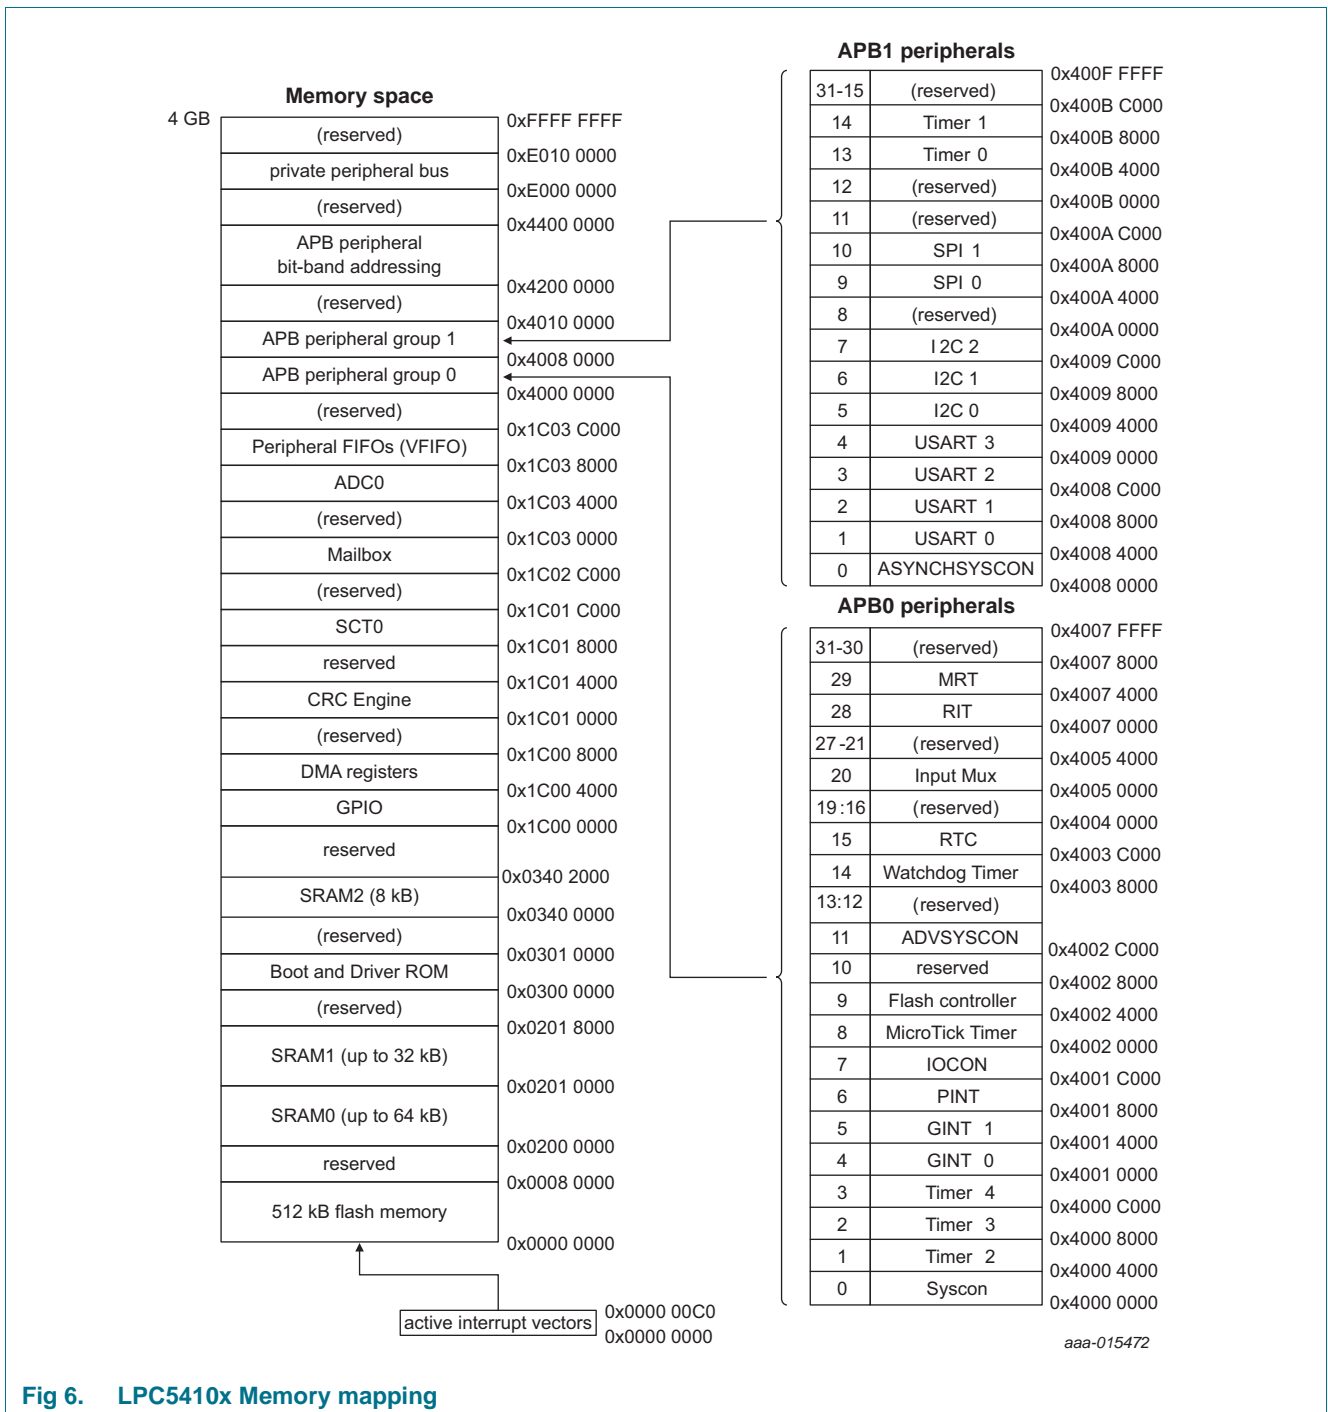 Memory space
4 GB
0xFFFF FFFF
(reserved)
0xE010 0000
private peripheral bus
0xE000 0000
(reserved)
0x4400 0000
APB peripheral
bit-band addressing
0x4200 0000
(reserved)
0x4010 0000
APB peripheral group 1
0x4008 0000
APB peripheral group 0
0x4000 0000
(reserved)
0x1C03 C000
Peripheral FIFOs (VFIFO)
0x1C03 8000
ADC0
0x1C03 4000
(reserved)
0x1C03 0000
Mailbox
0x1C02 C000
(reserved)
0x1C01 C000
SCT0
0x1C01 8000
reserved
0x1C01 4000
CRC Engine
0x1C01 0000
(reserved)
0x1C00 8000
DMA registers
0x1C00 4000
GPIO
0x1C00 0000
reserved
0x0340 2000
SRAM2 (8 kB)
0x0340 0000
(reserved)
0x0301 0000
Boot and Driver ROM
0x0300 0000
(reserved)
0x0201 8000
SRAM1 (up to 32 kB)
0x0201 0000
SRAM0 (up to 64 kB)
0x0200 0000
reserved
0x0008 0000
512 kB flash memory
0x0000 0000
active interrupt vectors
0x0000 00C0
0x0000 0000
APB1 peripherals
0x400F FFFF
31-15 (reserved)
0x400B C000
14 Timer 1
0x400B 8000
13 Timer 0
0x400B 4000
12 (reserved)
0x400B 0000
11 (reserved)
0x400A C000
10 SPI 1
0x400A 8000
9 SPI 0
0x400A 4000
8 (reserved)
0x400A 0000
7 I2C 2
0x4009 C000
6 I2C 1
0x4009 8000
5 I2C 0
0x4009 4000
4 USART 3
0x4009 0000
3 USART 2
0x4008 C000
2 USART 1
0x4008 8000
1 USART 0
0x4008 4000
0 ASYNCHSYSCON
0x4008 0000
APB0 peripherals
0x4007 FFFF
31-30 (reserved)
0x4007 8000
29 MRT
0x4007 4000
28 RIT
0x4007 0000
27-21 (reserved)
0x4005 4000
20 Input Mux
0x4005 0000
19:16 (reserved)
0x4004 0000
15 RTC
0x4003 C000
14 Watchdog Timer
0x4003 8000
13:12 (reserved)
11 ADVSYSCON
0x4002 C000
10 reserved
0x4002 8000
9 Flash controller
0x4002 4000
8 MicroTick Timer
0x4002 0000
7 IOCON
0x4001 C000
6 PINT
0x4001 8000
5 GINT 1
0x4001 4000
4 GINT 0
0x4001 0000
3 Timer 4
0x4000 C000
2 Timer 3
0x4000 8000
1 Timer 2
0x4000 4000
0 Syscon
0x4000 0000
aaa-015472
Fig 6. LPC5410x Memory mapping